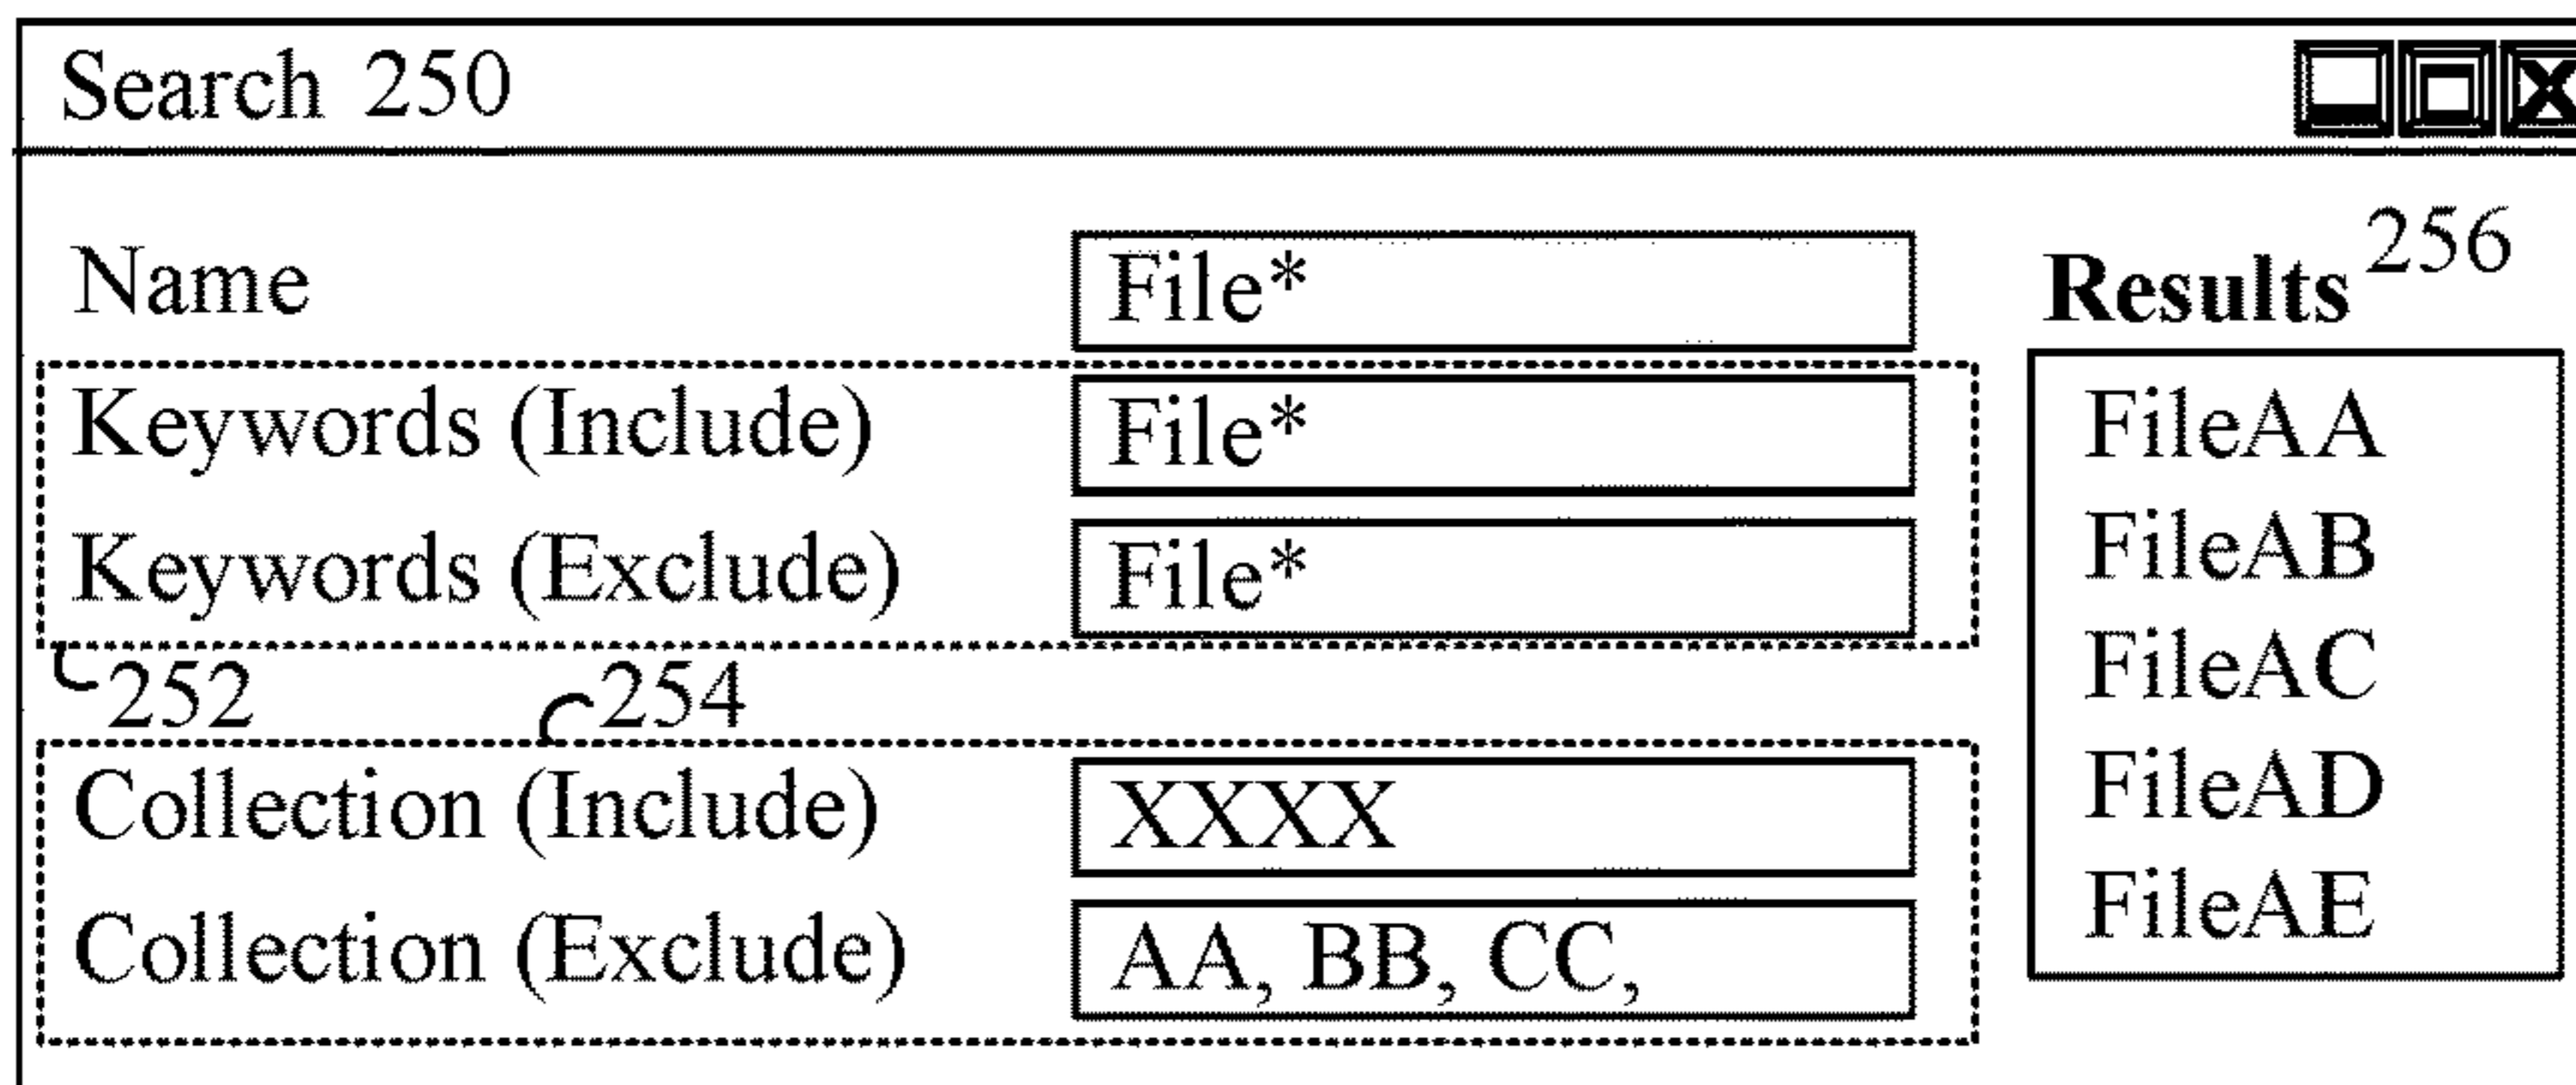 Search 250
Name File*
Keywords (Include) File*
Keywords (Exclude) File*
252 254
Collection (Include) XXXX
Collection (Exclude) AA, BB, CC,
Results 256
FileAA
FileAB
FileAC
FileAD
FileAE